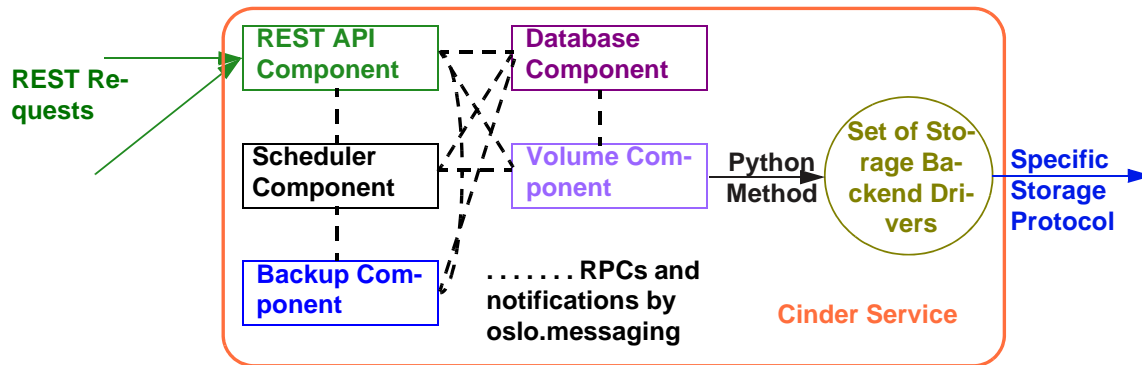 REST Re-
quests
REST API
Component
Database
Component
Scheduler
Component
Volume Com-
ponent
Python
Method
Set of Sto-
rage Ba-
ckend Dri-
vers
Specific
Storage
Protocol
Backup Com-
ponent
. . . . . . . RPCs and
notifications by
oslo.messaging
Cinder Service